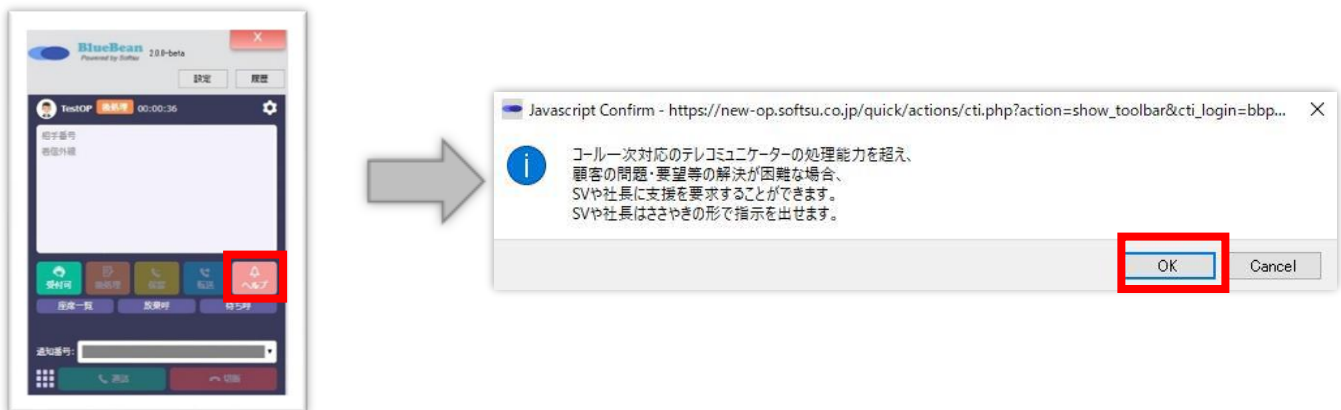 BlueBean
Powered by Softsu
2.0.0-beta
X
設定
履歴
TestOP
後処理
00:00:36
相手番号
着信外線
受付可
後処理
保留
転送
ヘルプ
座席一覧
放棄呼
待ち呼
通知番号:
発信
切断
Javascript Confirm - https://new-op.softsu.co.jp/quick/actions/cti.php?action=show_toolbar&cti_login=bbp...
コール一次対応のテレコミュニケーターの処理能力を超え、
顧客の問題・要望等の解決が困難な場合、
SVや社長に支援を要求することができます。
SVや社長はささやきの形で指示を出せます。
OK
Cancel